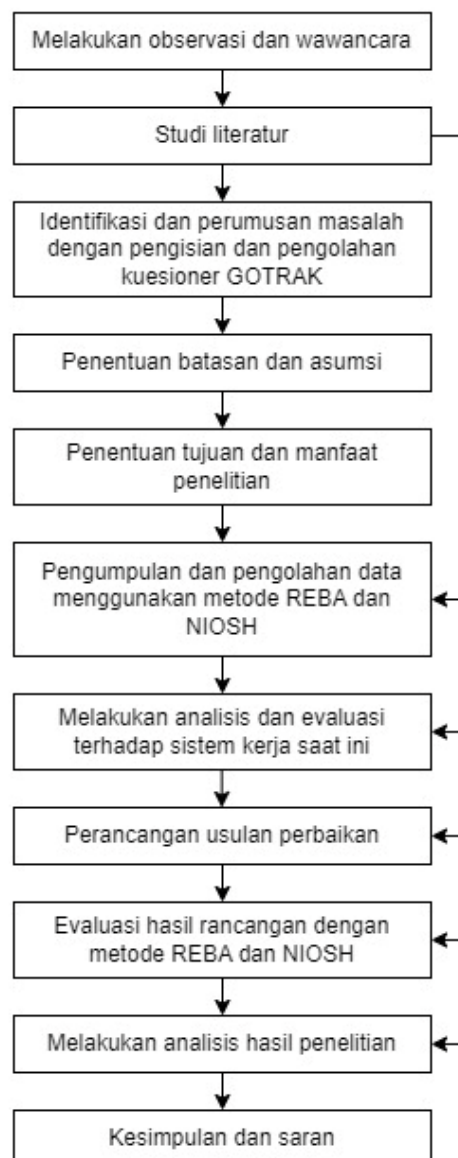 Melakukan observasi dan wawancara
Studi literatur
Identifikasi dan perumusan masalah
dengan pengisian dan pengolahan
kuesioner GOTRAK
Penentuan batasan dan asumsi
Penentuan tujuan dan manfaat
penelitian
Pengumpulan dan pengolahan data
menggunakan metode REBA dan
NIOSH
Melakukan analisis dan evaluasi
terhadap sistem kerja saat ini
Perancangan usulan perbaikan
Evaluasi hasil rancangan dengan
metode REBA dan NIOSH
Melakukan analisis hasil penelitian
Kesimpulan dan saran